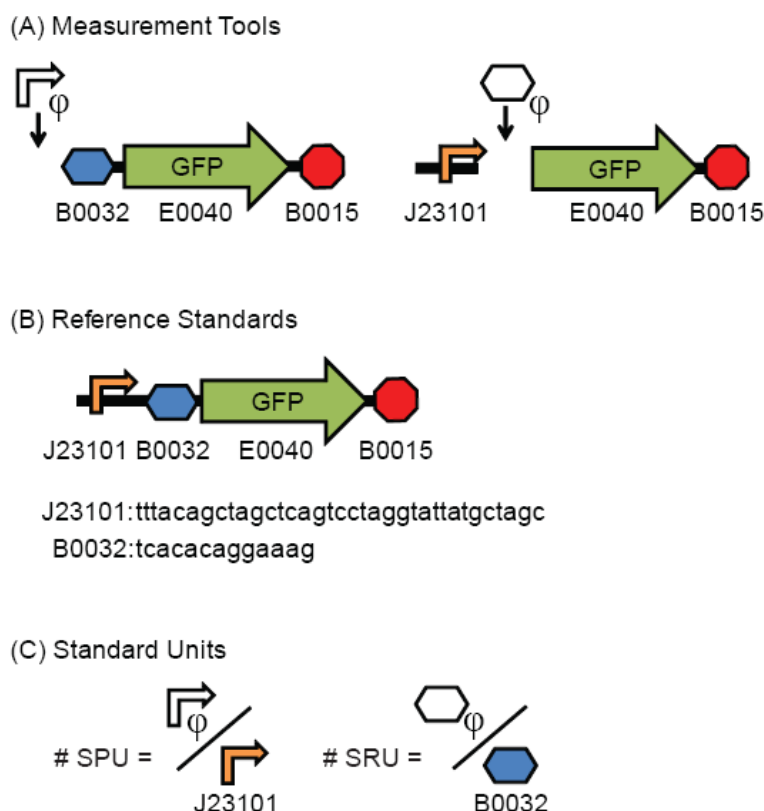 (A) Measurement Tools
φ
φ
GFP
GFP
B0032 E0040 B0015
J23101 E0040 B0015
(B) Reference Standards
GFP
J23101 B0032 E0040 B0015
J23101:tttacagctagctcagtcctaggtattatgctagc
B0032:tcacacaggaaag
(C) Standard Units
# SPU = φ J23101
# SRU = φ B0032